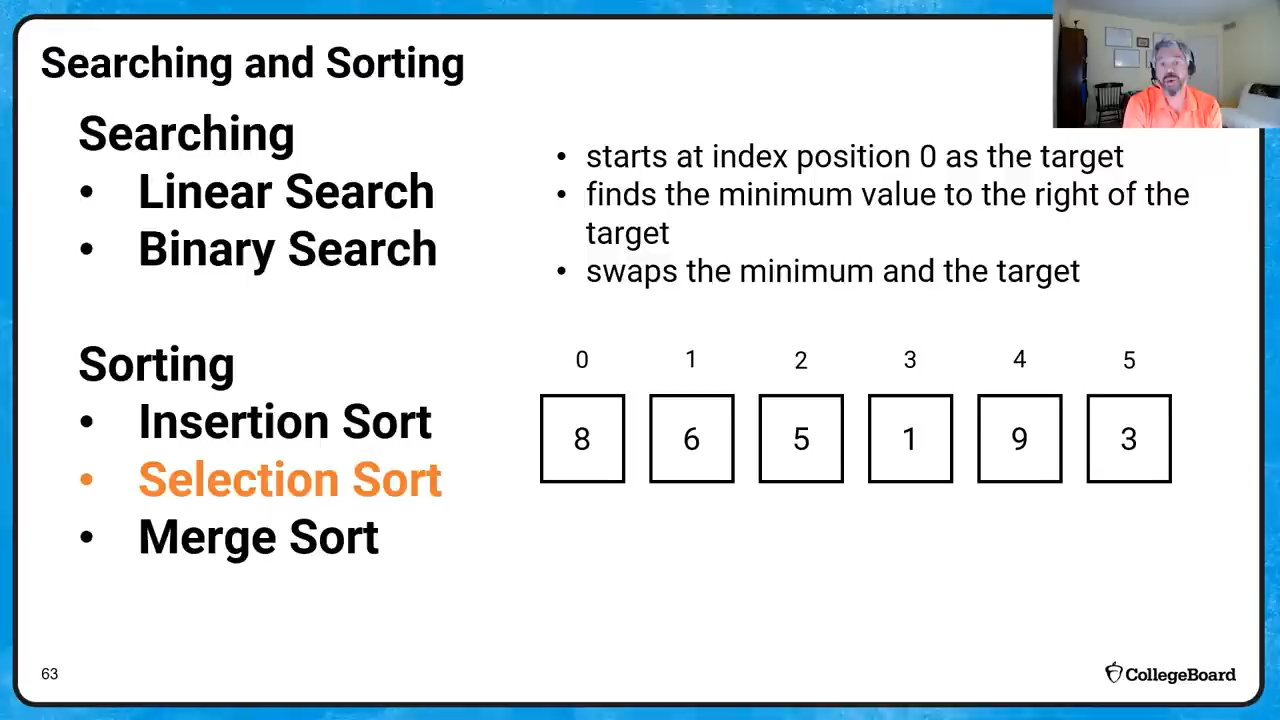 Searching and Sorting
Searching
• Linear Search
• Binary Search
Sorting
• Insertion Sort
• Selection Sort
• Merge Sort
• starts at index position 0 as the target
• finds the minimum value to the right of the
target
• swaps the minimum and the target
0 1 2 3 4 5
8 6 5 1 9 3
63
CollegeBoard